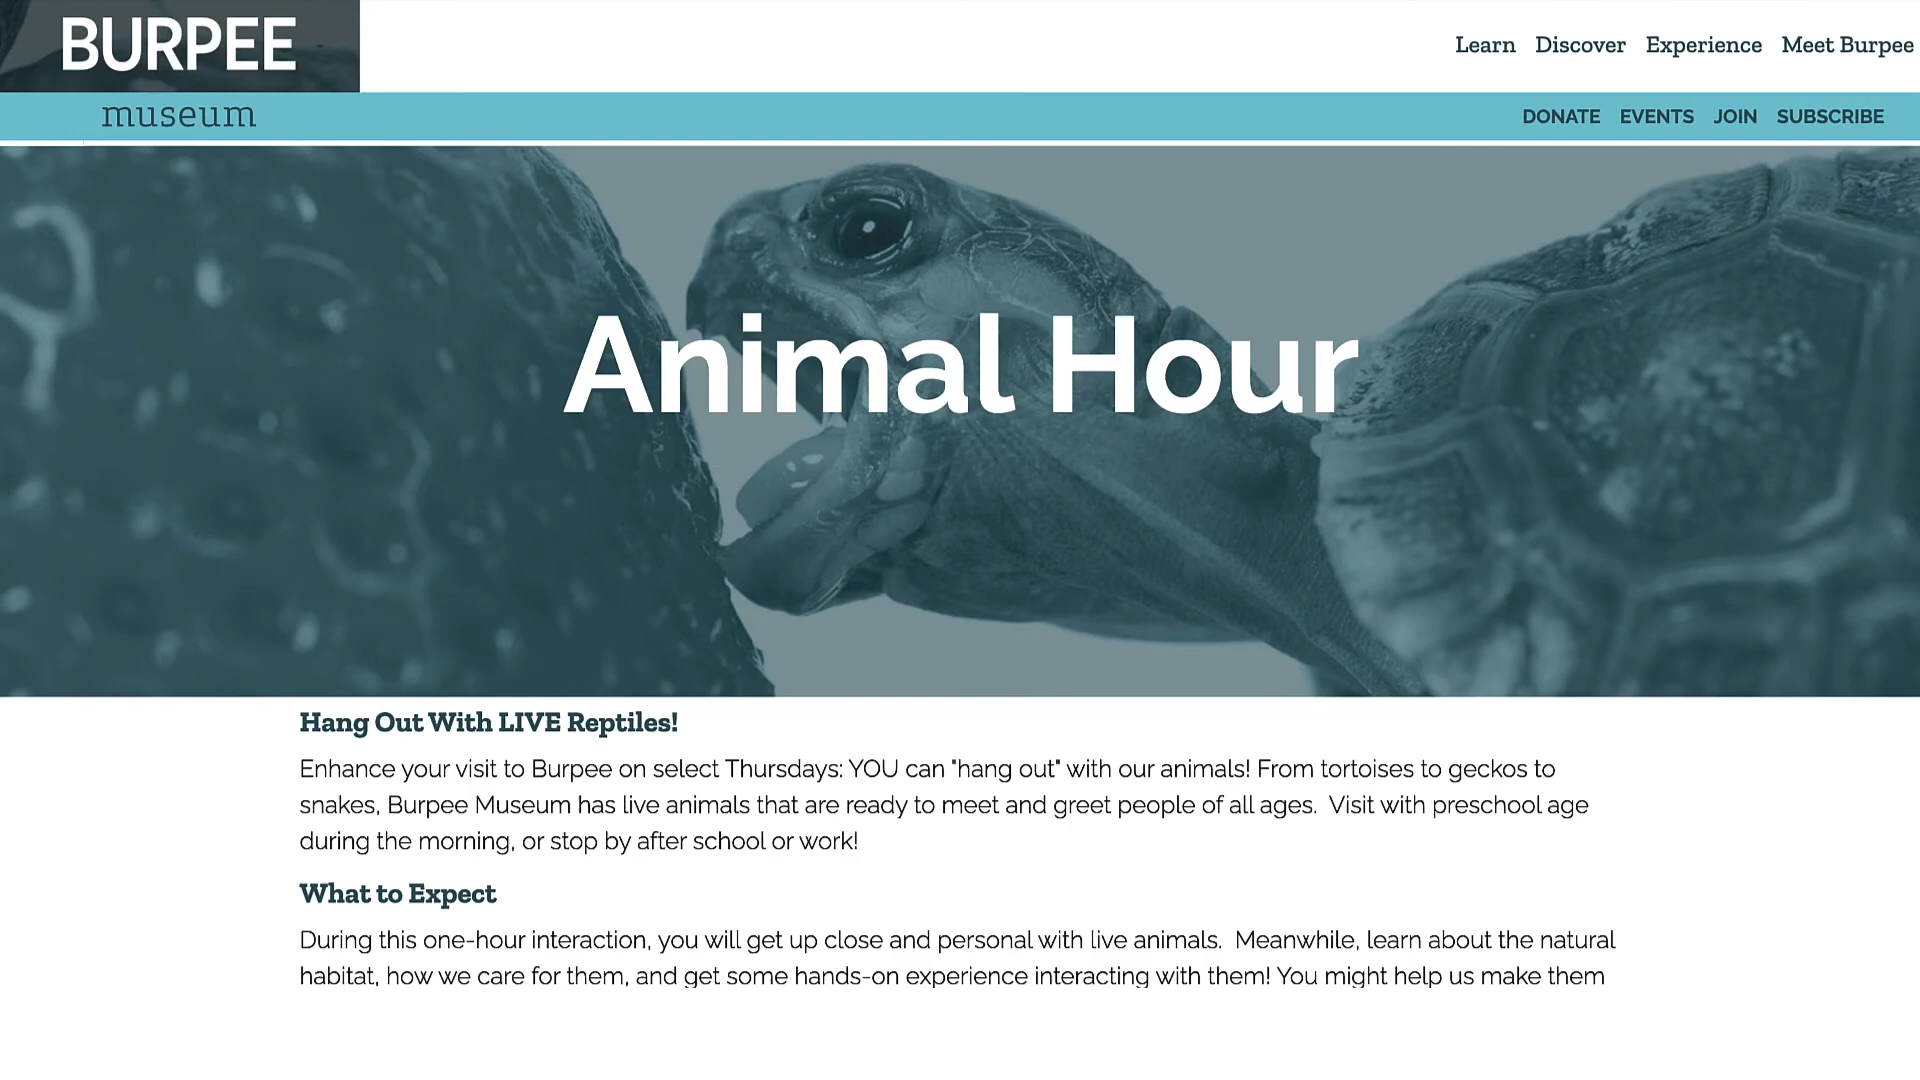 BURPEE
museum
Learn Discover Experience Meet Burpee
DONATE EVENTS JOIN SUBSCRIBE
Animal Hour
Hang Out With LIVE Reptiles!
Enhance your visit to Burpee on select Thursdays: YOU can "hang out" with our animals! From tortoises to geckos to
snakes, Burpee Museum has live animals that are ready to meet and greet people of all ages.  Visit with preschool age
during the morning, or stop by after school or work!
What to Expect
During this one-hour interaction, you will get up close and personal with live animals.  Meanwhile, learn about the natural
habitat, how we care for them, and get some hands-on experience interacting with them! You might help us make them